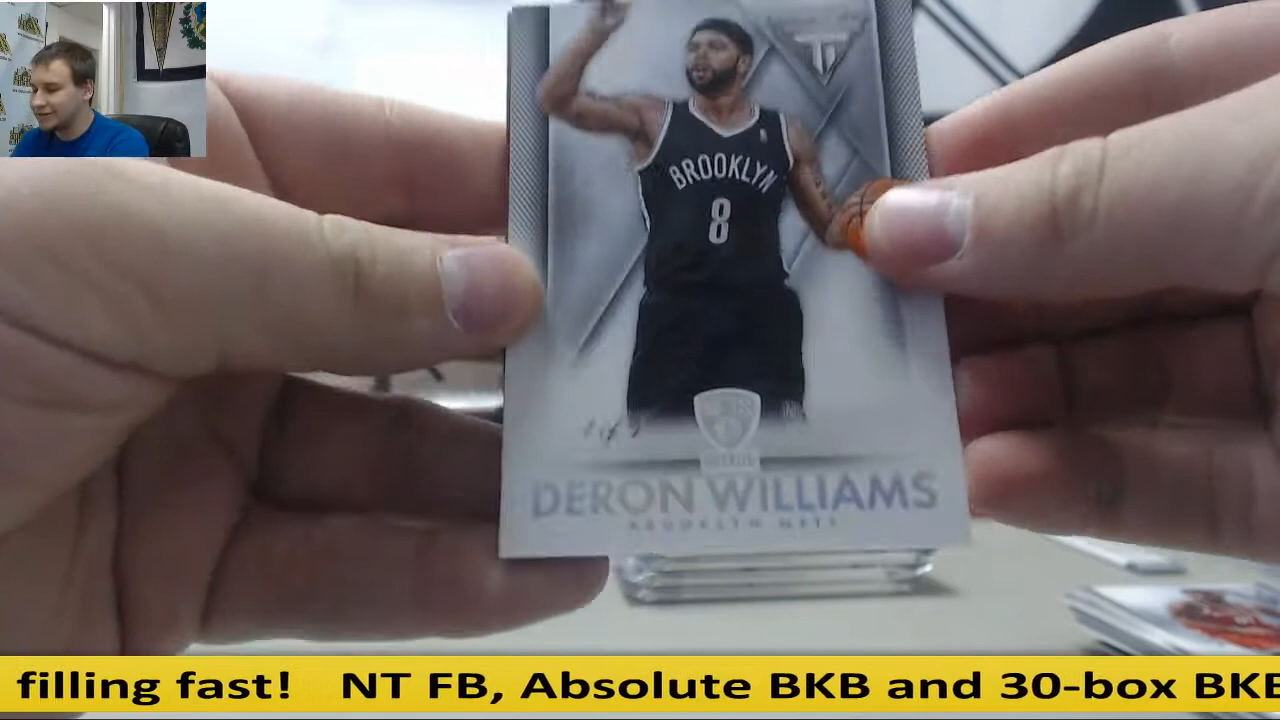 BROOKLYN
8
DERON WILLIAMS
BROOKLYN NETS
filling fast! NT FB, Absolute BKB and 30-box BKB